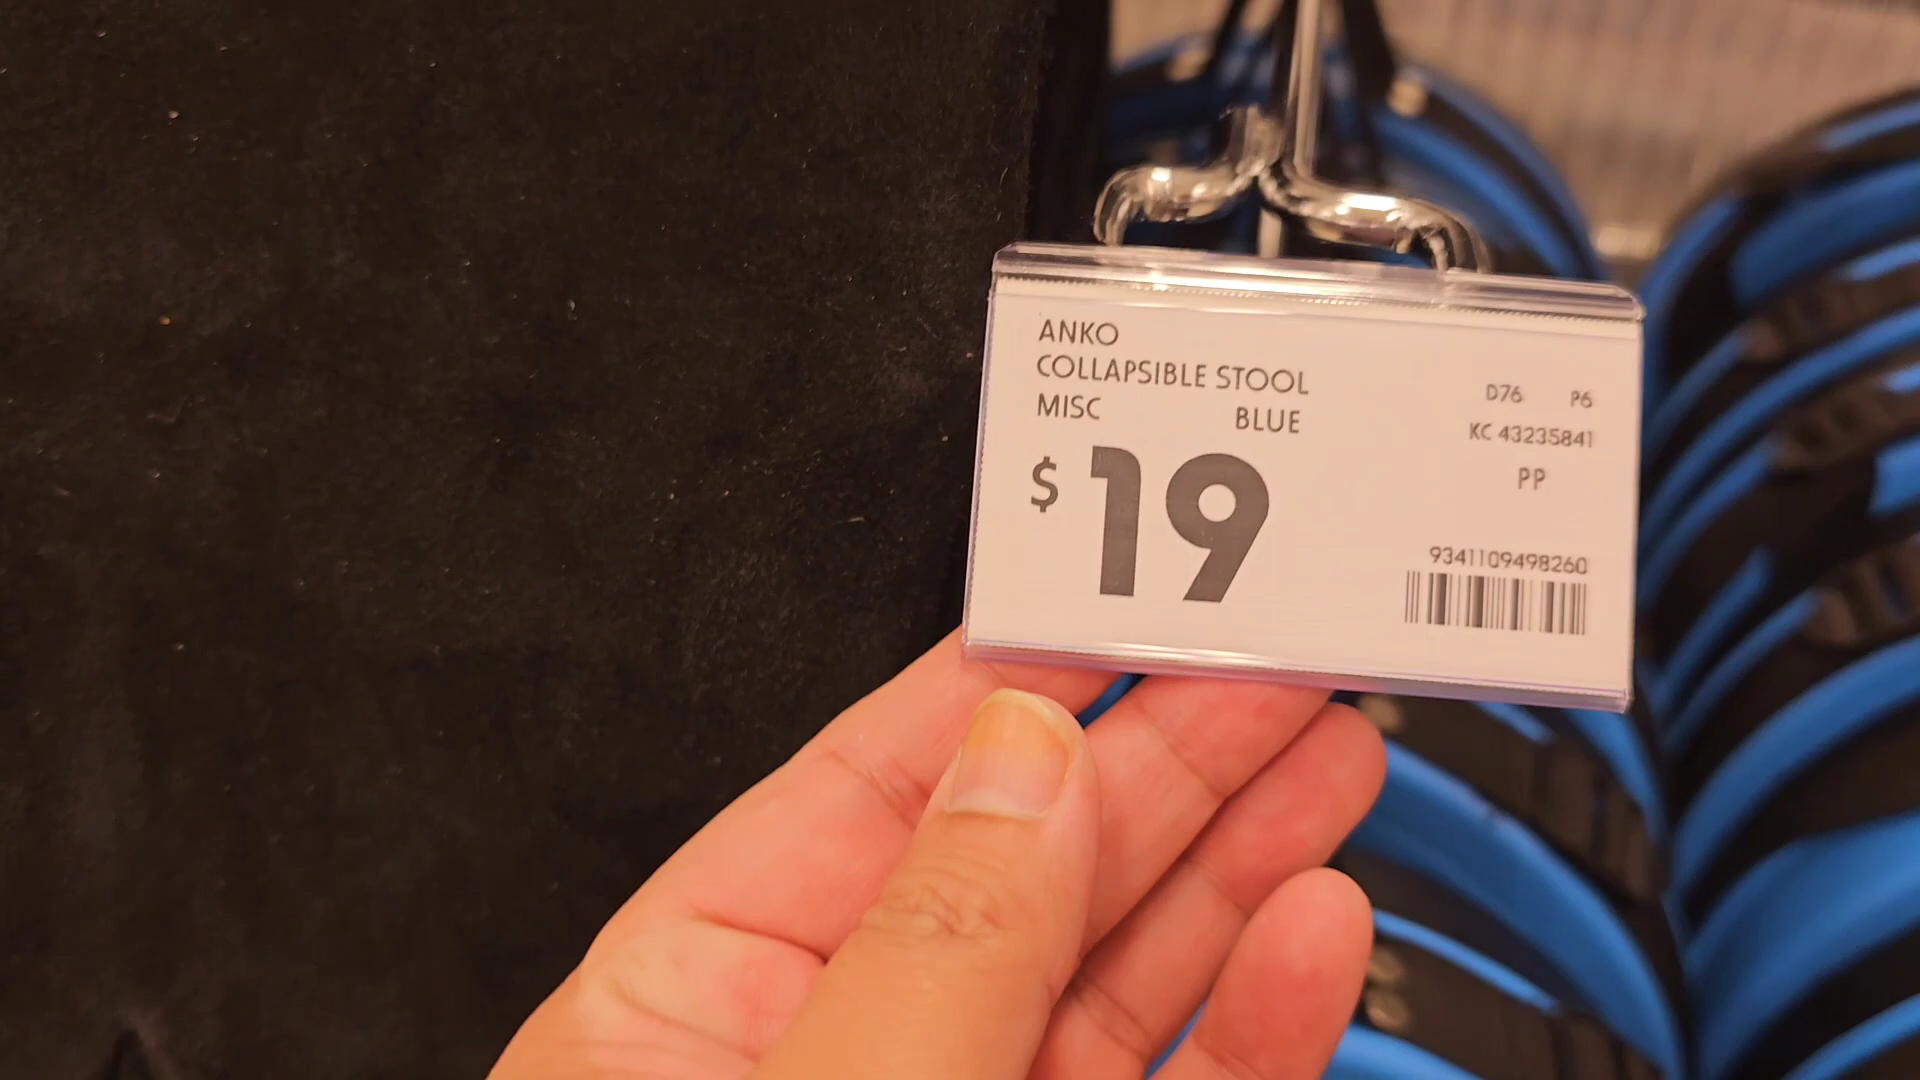 ANKO
COLLAPSIBLE STOOL
MISC BLUE
$ 19
D76 P6
KC 43235841
PP
9341109498260